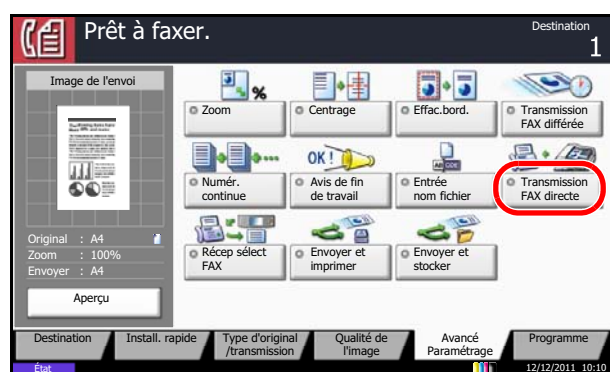 Prêt à faxer.
Destination
1
Image de l'envoi
Original : A4
Zoom : 100%
Envoyer : A4
Aperçu
%
Zoom
Centrage
Effac.bord.
Transmission
FAX différée
OK !
ABCDE
Numér.
continue
Avis de fin
de travail
Entrée
nom fichier
Transmission
FAX directe
Récep sélect
FAX
Envoyer et
imprimer
Envoyer et
stocker
Destination
Install. rapide
Type d'original
/transmission
Qualité de
l'image
Avancé
Paramétrage
Programme
État
12/12/2011 10:10